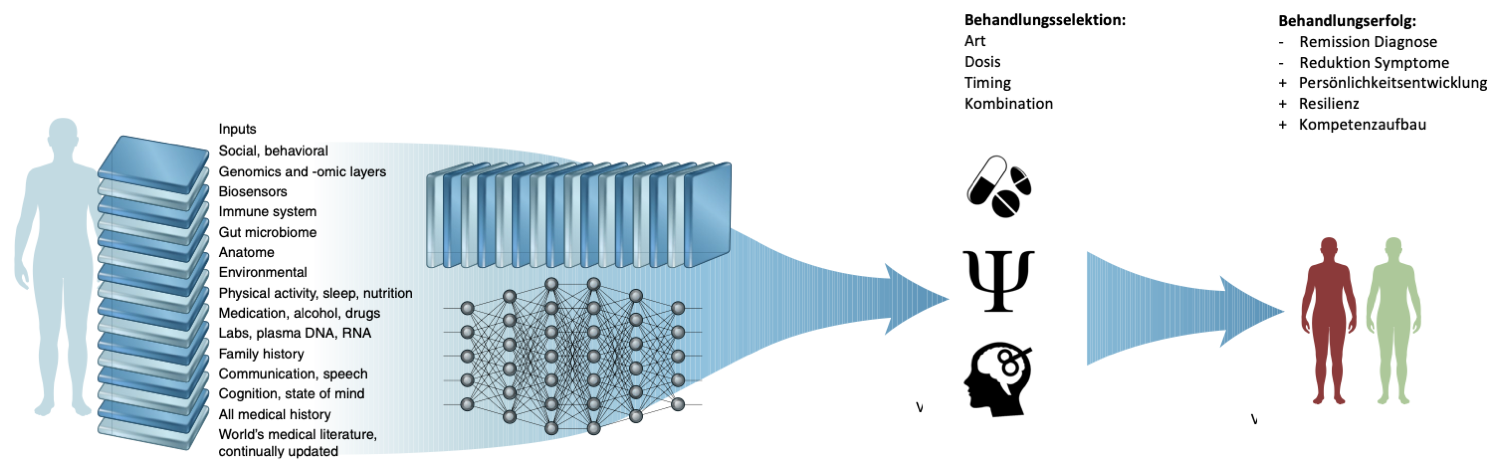 Inputs
Social, behavioral
Genomics and -omic layers
Biosensors
Immune system
Gut microbiome
Anatome
Environmental
Physical activity, sleep, nutrition
Medication, alcohol, drugs
Labs, plasma DNA, RNA
Family history
Communication, speech
Cognition, state of mind
All medical history
World's medical literature,
continually updated
Behandlungsselektion:
Art
Dosis
Timing
Kombination
Ψ
Behandlungserfolg:
- Remission Diagnose
- Reduktion Symptome
+ Persönlichkeitsentwicklung
+ Resilienz
+ Kompetenzaufbau